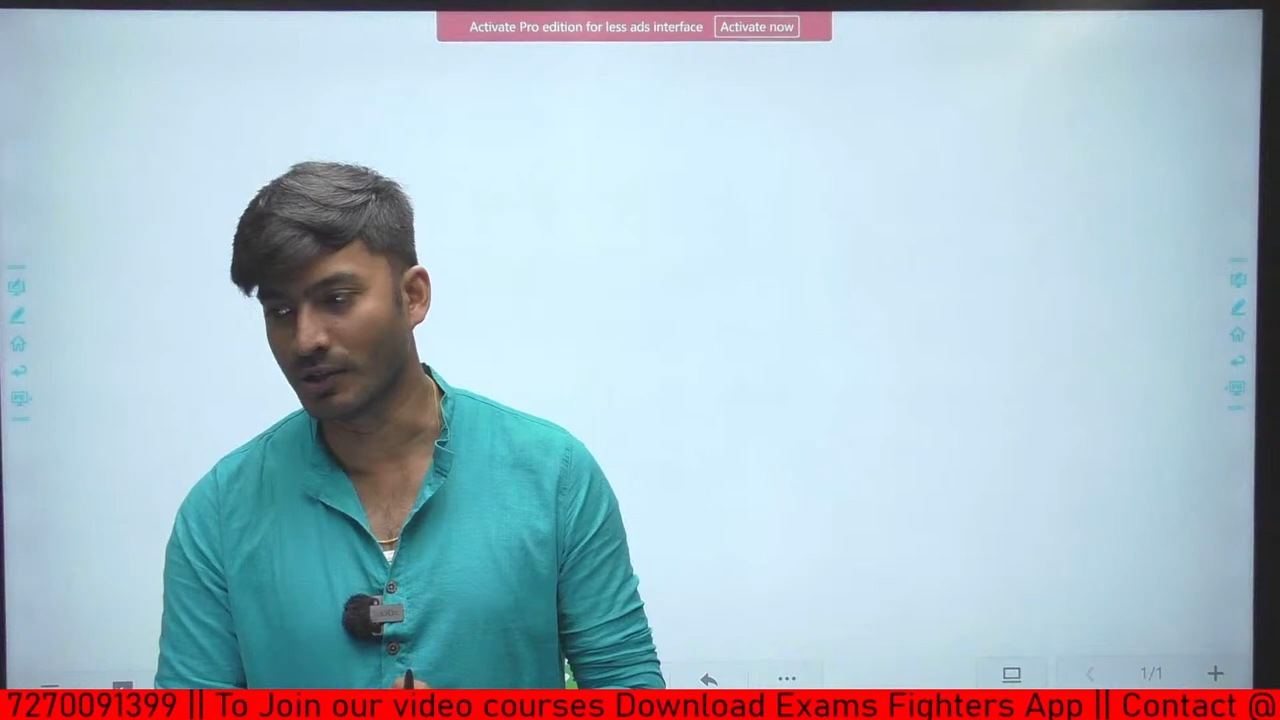 Activate Pro edition for less ads interface Activate now
1/1
7270091399 || To Join our video courses Download Exams Fighters App || Contact @